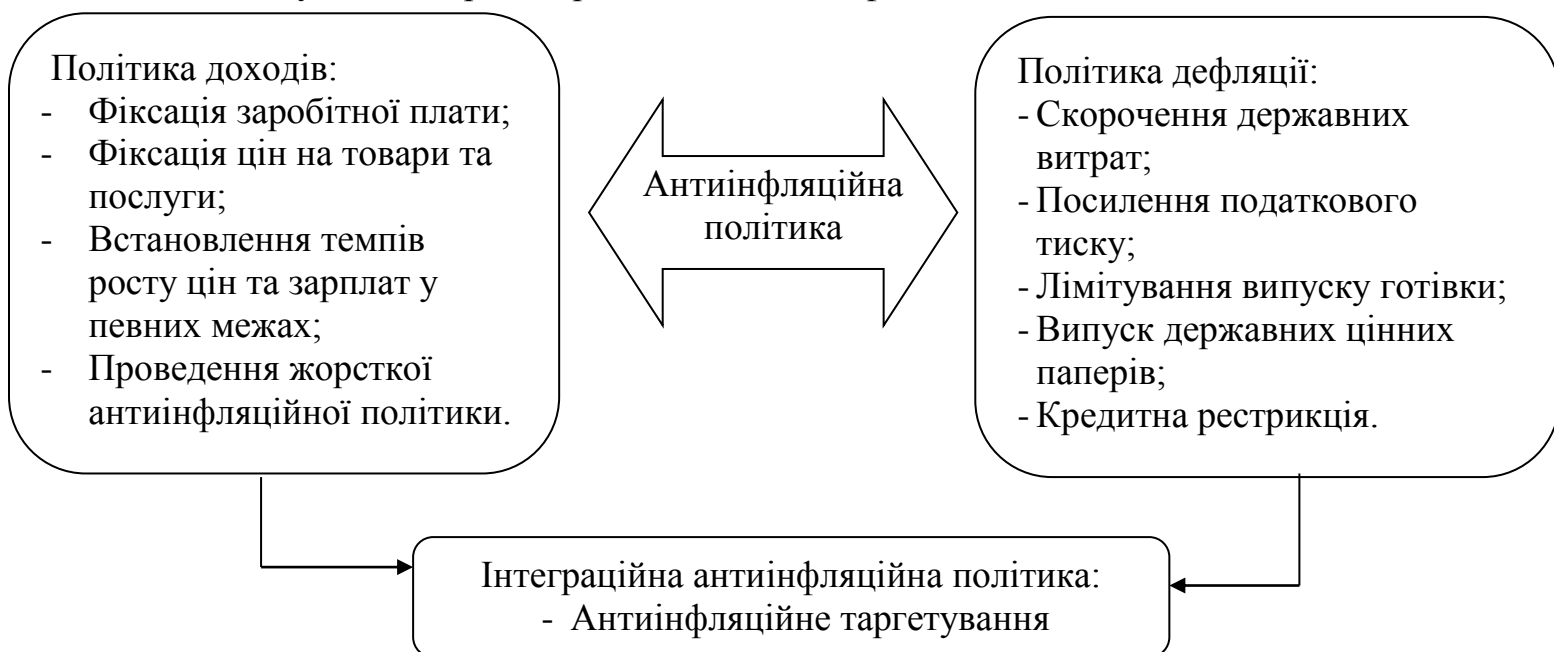 Політика доходів:
- Фіксація заробітної плати;
- Фіксація цін на товари та
послуги;
- Встановлення темпів
росту цін та зарплат у
певних межах;
- Проведення жорсткої
антиінфляційної політики.
Антиінфляційна
політика
Політика дефляції:
- Скорочення державних
витрат;
- Посилення податкового
тиску;
- Лімітування випуску готівки;
- Випуск державних цінних
паперів;
- Кредитна рестрикція.
Інтеграційна антиінфляційна політика:
- Антиінфляційне таргетування